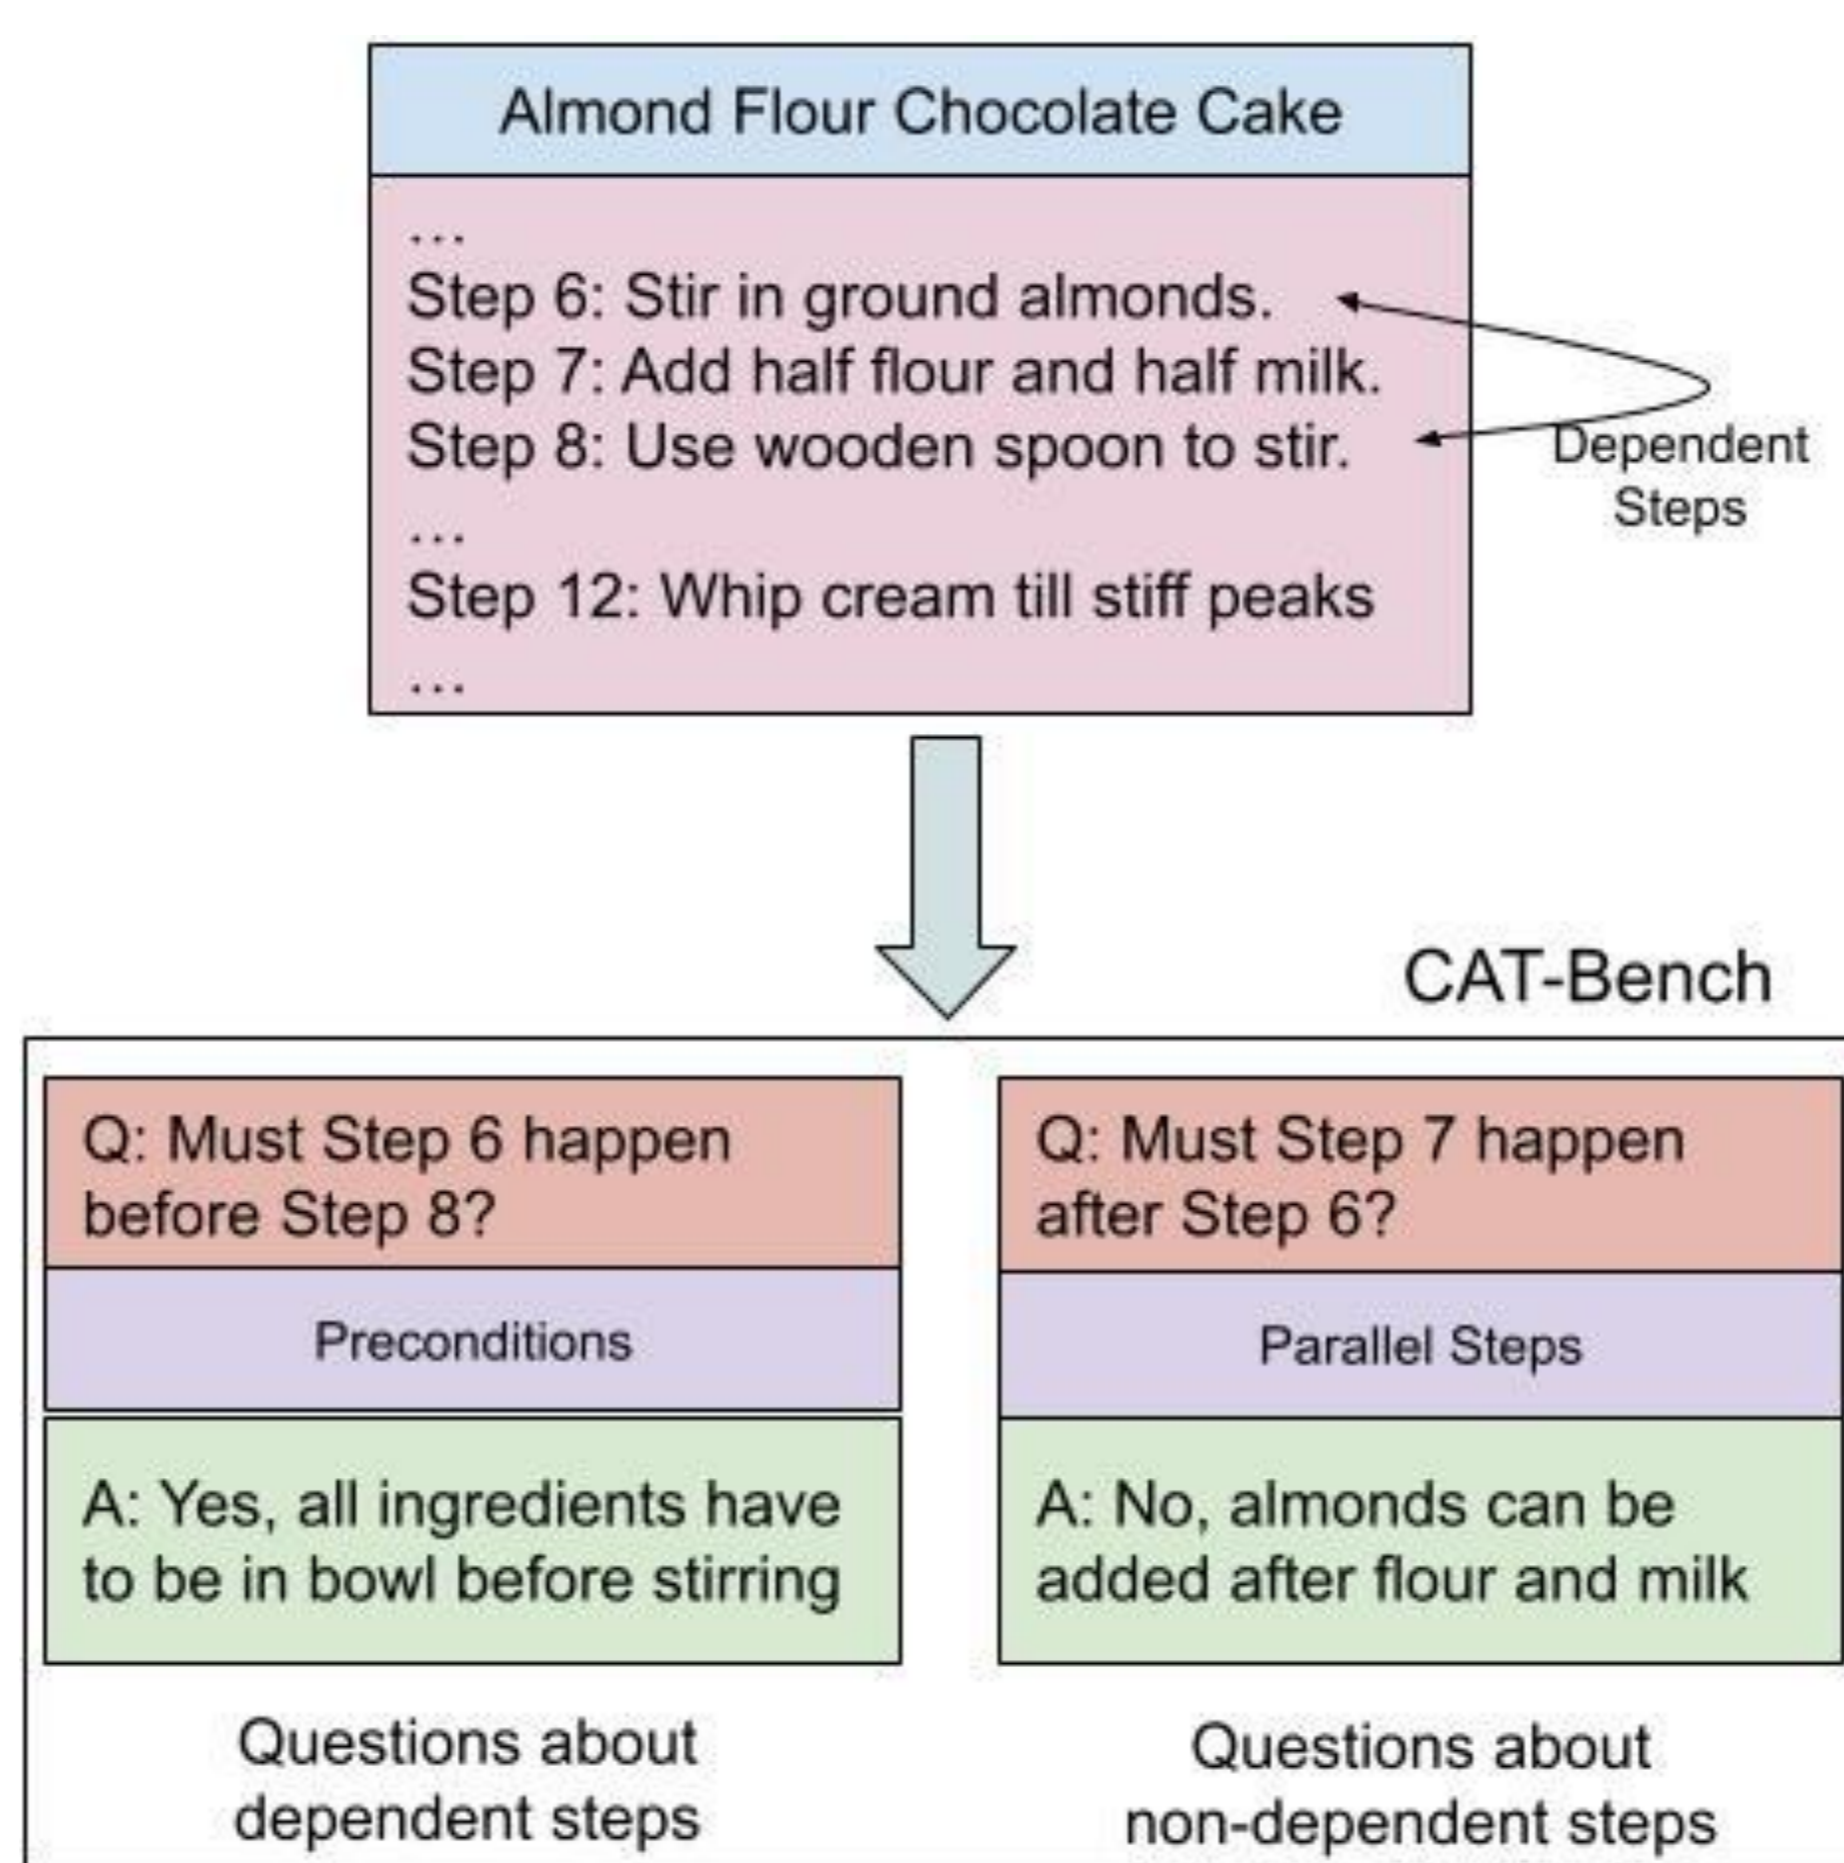 Almond Flour Chocolate Cake
...
Step 6: Stir in ground almonds.
Step 7: Add half flour and half milk.
Step 8: Use wooden spoon to stir.
...
Step 12: Whip cream till stiff peaks
...
Dependent
Steps
CAT-Bench
Q: Must Step 6 happen
before Step 8?
Preconditions
A: Yes, all ingredients have
to be in bowl before stirring
Questions about
dependent steps
Q: Must Step 7 happen
after Step 6?
Parallel Steps
A: No, almonds can be
added after flour and milk
Questions about
non-dependent steps